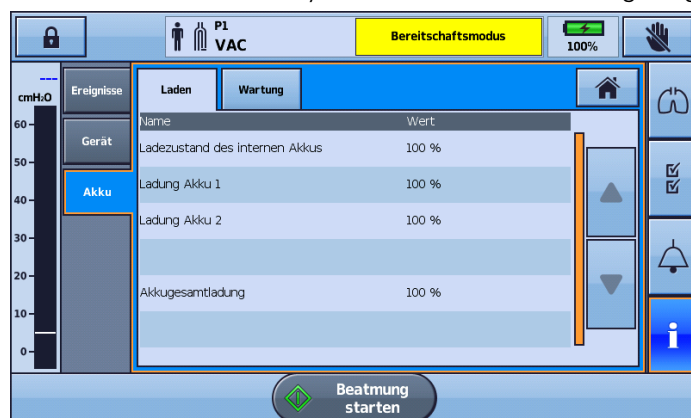 P1
VAC
Bereitschaftsmodus
100%
---
cmH₂O
60
50
40
30
20
10
0
Ereignisse
Gerät
Akku
Laden
Wartung
Name Wert
Ladezustand des internen Akkus 100 %
Ladung Akku 1 100 %
Ladung Akku 2 100 %
Akkugesamtladung 100 %
i
Beatmung
starten